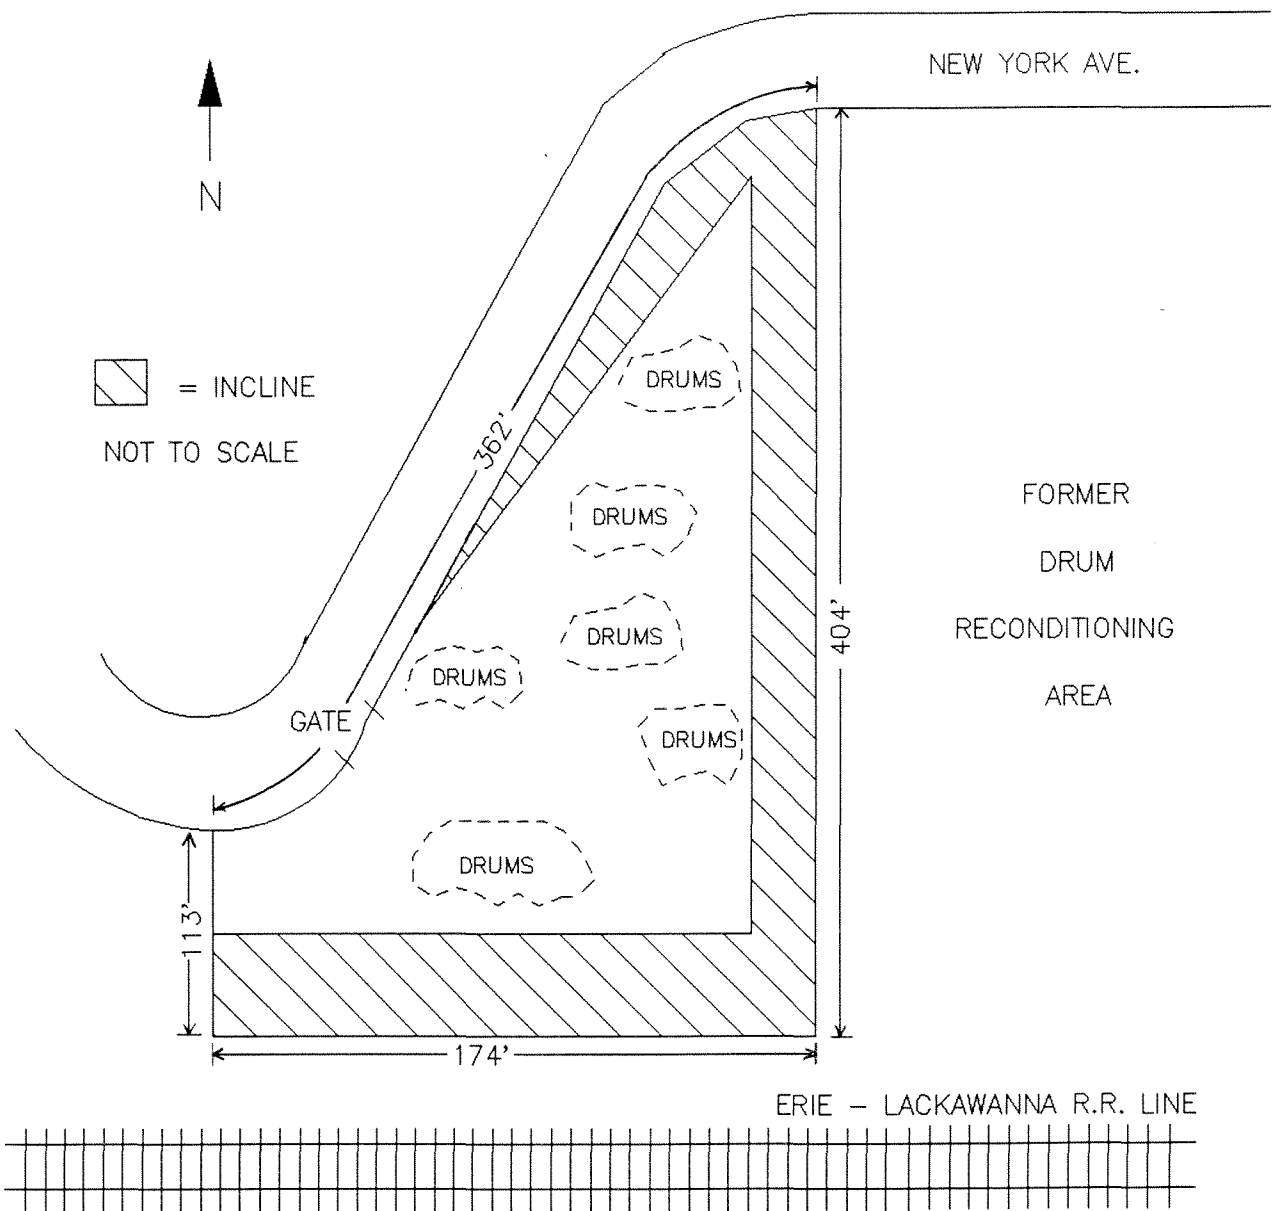 NEW YORK AVE.
N
= INCLINE
NOT TO SCALE
362'
DRUMS
DRUMS
DRUMS
DRUMS
DRUMS
DRUMS
GATE
404'
FORMER
DRUM
RECONDITIONING
AREA
113'
174'
ERIE – LACKAWANNA R.R. LINE